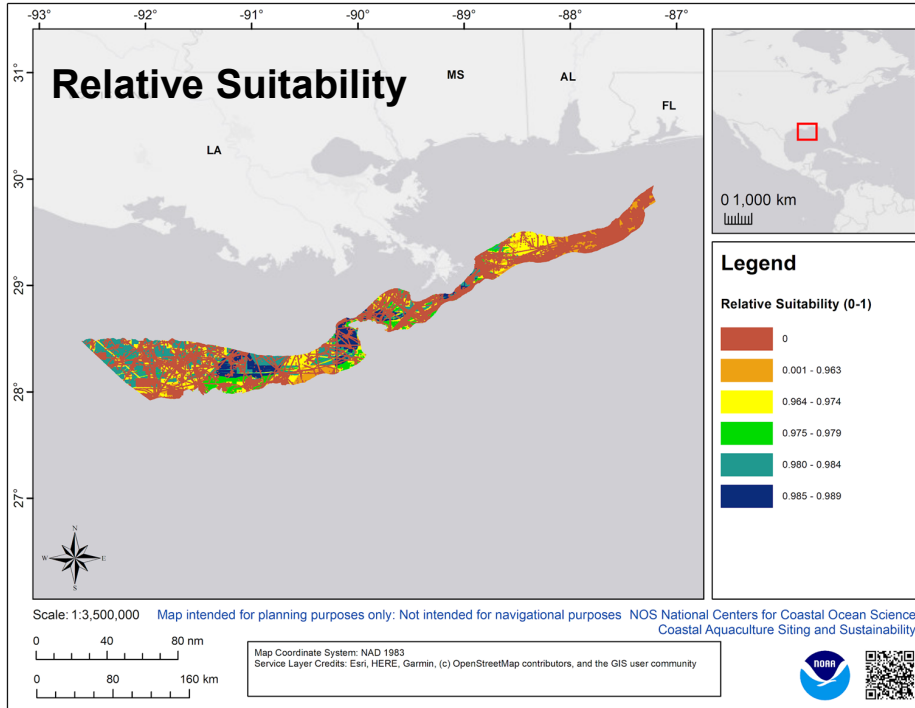 -93° -92° -91° -90° -89° -88° -87°
31°
30°
29°
28°
27°
Relative Suitability
MS
AL
FL
LA
N
W E
S
0 1,000 km
Legend
Relative Suitability (0-1)
0
0.001 - 0.963
0.964 - 0.974
0.975 - 0.979
0.980 - 0.984
0.985 - 0.989
Scale: 1:3,500,000 Map intended for planning purposes only: Not intended for navigational purposes NOS National Centers for Coastal Ocean Science
Coastal Aquaculture Siting and Sustainability
0 40 80 nm
0 80 160 km
Map Coordinate System: NAD 1983
Service Layer Credits: Esri, HERE, Garmin, (c) OpenStreetMap contributors, and the GIS user community
NOAA